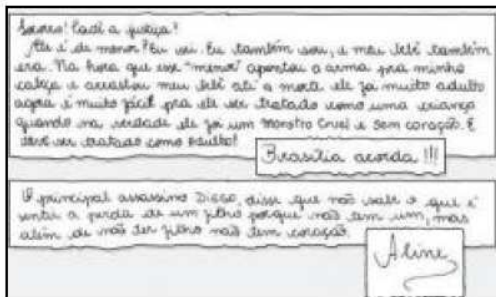 Socorro! Cadê a justiça?
Ele é de menor? Eu sei. Eu também sou, e meu bebê também
era. Na hora que esse "menor" apontou a arma pra minha
cabeça e arrastou meu bebê até a morte ele foi muito adulto
agora é muito fácil pra ele ser tratado como uma criança
quando na verdade ele foi um monstro Cruel e sem coração. E
deve ser tratado como adulto!
Brasília acorda !!!
O principal assassino Diego, disse que não sabe o que é
sentir a perda de um filho porque não tem um, mas
além de não ter filho não tem coração.
Aline